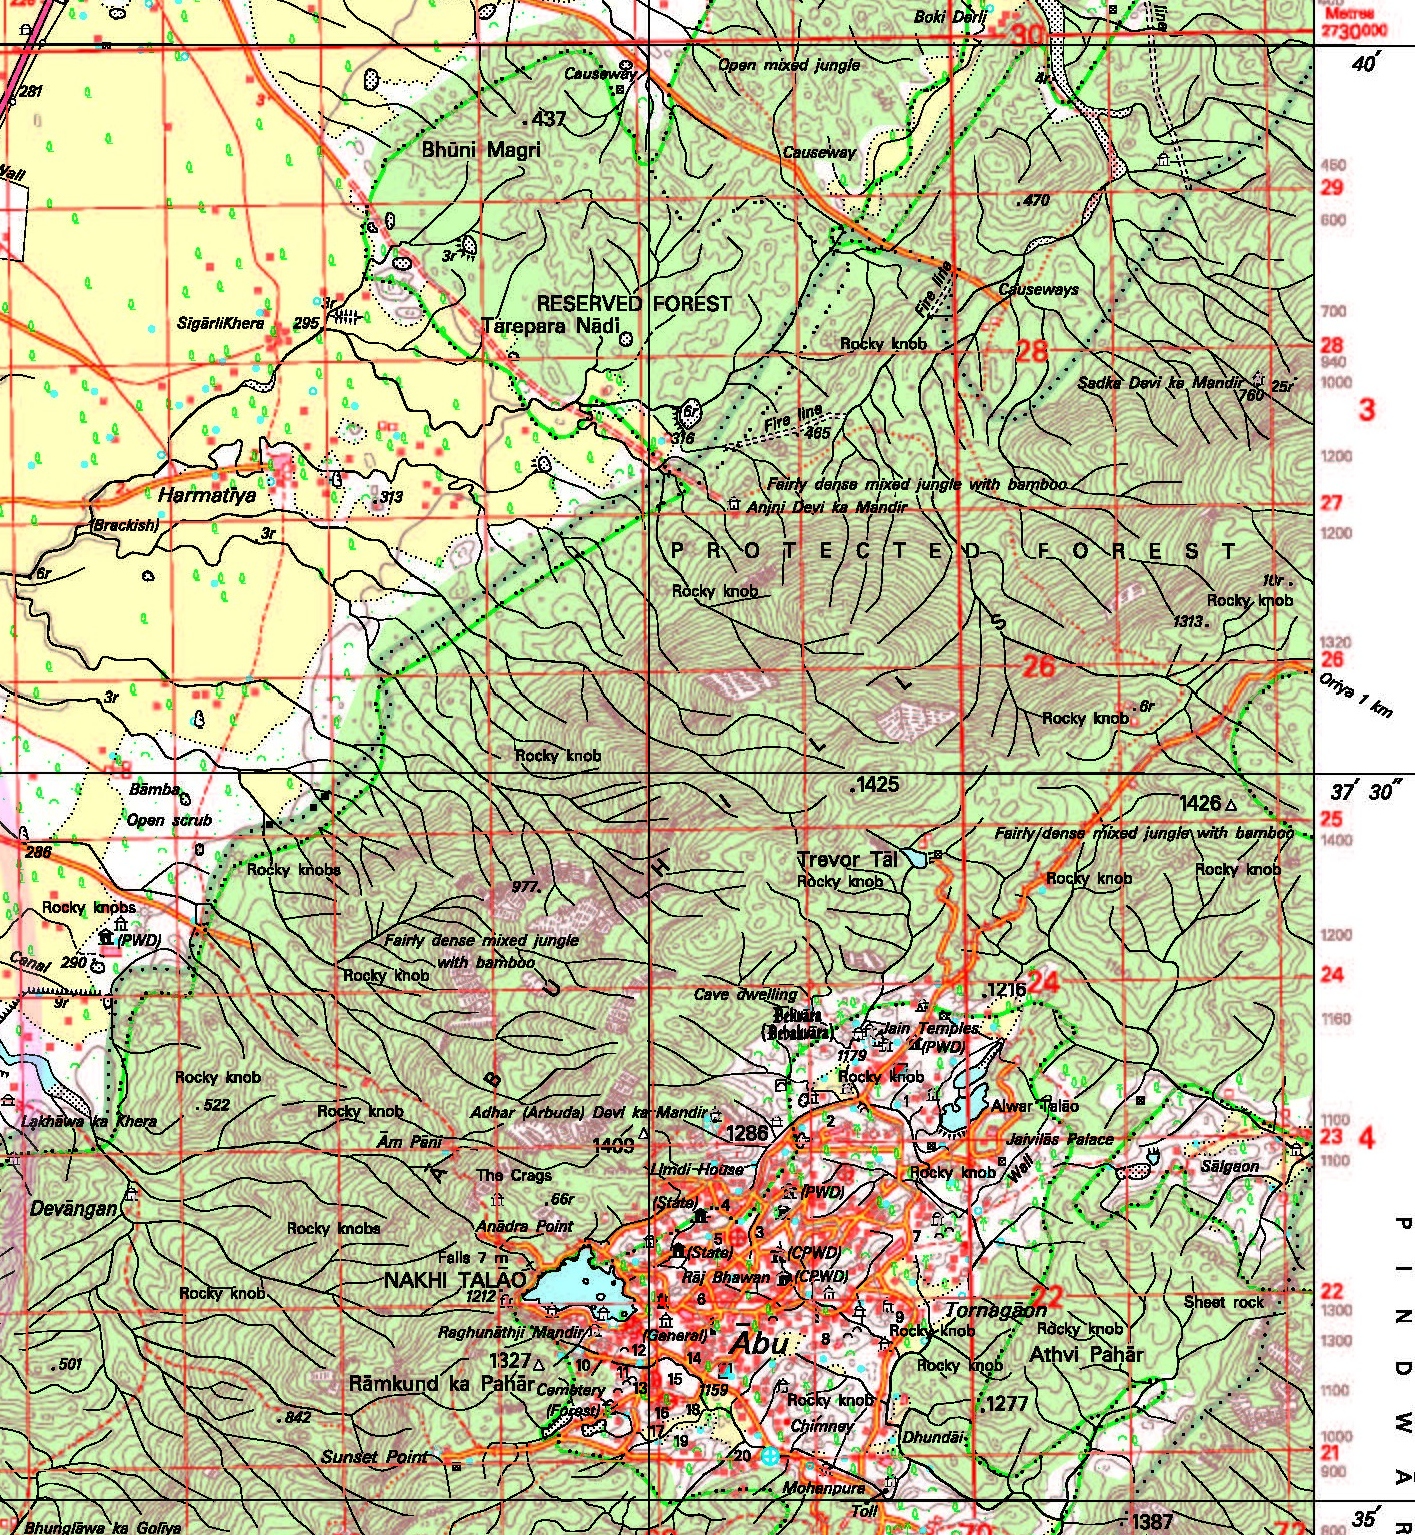 Boki Derli
30
Metres
2730000
40′
281
3r
Causeway
Open mixed jungle
4r
.437
Bhūni Magri
Causeway
450
29
.470
600
3r
RESERVED FOREST
Tārepara Nādi
Fire line
Causeways
700
SīgārliKhera
295
3r
Rocky knob
28
28
940
Sadka Devi ka Mandir
25r
760
1000
3
6r
316
Fire line
.465
1200
Harmatīya
.313
Fairly dense mixed jungle with bamboo
Anjni Devi ka Mandir
27
(Brackish)
3r
1200
PROTECTED FOREST
6r
Rocky knob
10r.
Rocky knob
1313.
S
1320
26
26
L
Oriya 1 km
3r
.6r
Rocky knob
L
Rocky knob
I
.1425
37′ 30″
Bāmba
Open scrub
1426
25
Fairly dense mixed jungle with bamboo
1400
286
Trevor Tāl
Rocky knob
Rocky knobs
H
Rocky knob
Rocky knob
977.
Rocky knobs
(PWD)
Fairly dense mixed jungle
with bamboo
1200
Canal
290
Rocky knob
24
24
9r
U
Cave dwelling
.1216
Delvāra
(Debalvāra)
Jain Temples
(PWD)
1160
1179
Rocky knob
Rocky knob
B
.522
Rocky knob
1
Alwar Talāo
Lakhāwa ka Khera
Adhar (Arbuda) Devi ka Mandir
2
1100
1286
Ām Pāni
1409
Jaivilās Palace
23
4
1100
Ā
The Crags
Limdi House
Rocky knob
Wall
Sālgaon
(PWD)
.66r
(State)
4
Devāngan
Rocky knobs
Anādra Point
5
3
7
P
Falls 7 m
(State)
(CPWD)
I
NAKHI TALĀO
Rāj Bhawan
(CPWD)
Rocky knob
1212
6
22
Sheet rock
22
1300
N
Tornagāon
9
Raghunāthji Mandir
(General)
Ābu
8
Rocky knob
Rocky knob
1300
12
Athvi Pahār
.501
1327
10
14
Rocky knob
D
11
15
Rāmkund ka Pahār
13
1159
Cemetery
Rocky knob
1100
.1277
(Forest)
16
18
.842
Chimney
W
17
Dhundāi
1000
19
Sunset Point
20
21
900
Ā
Mohanpura
Toll
35′
.1387
R
Bhunglāwa ka Golīya